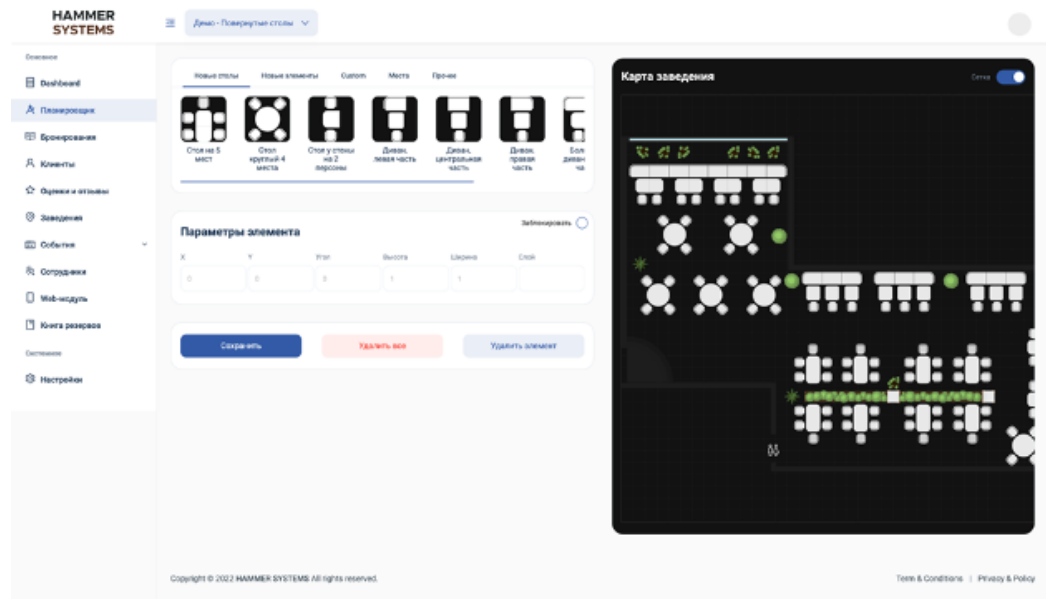 HAMMER
SYSTEMS
Демо - Повернутые столы
Основное
Dashboard
Планировщик
Бронирования
Клиенты
Оценки и отзывы
Заведения
События
Сотрудники
Web-модуль
Книга резервов
Системное
Настройки
Новые столы
Новые элементы
Custom
Места
Прочее
Стол на 5
мест
Стол
круглый 4
места
Стол у стены
на 2
персоны
Диван,
левая часть
Диван,
центральная
часть
Диван,
правая
часть
Бол
диван
ча
Параметры элемента
Заблокировать
X
Y
Угол
Высота
Ширина
Слой
0
0
0
1
1
Сохранить
Удалить все
Удалить элемент
Карта заведения
Сетка
Copyright © 2022 HAMMER SYSTEMS All rights reserved.
Term & Conditions | Privacy & Policy